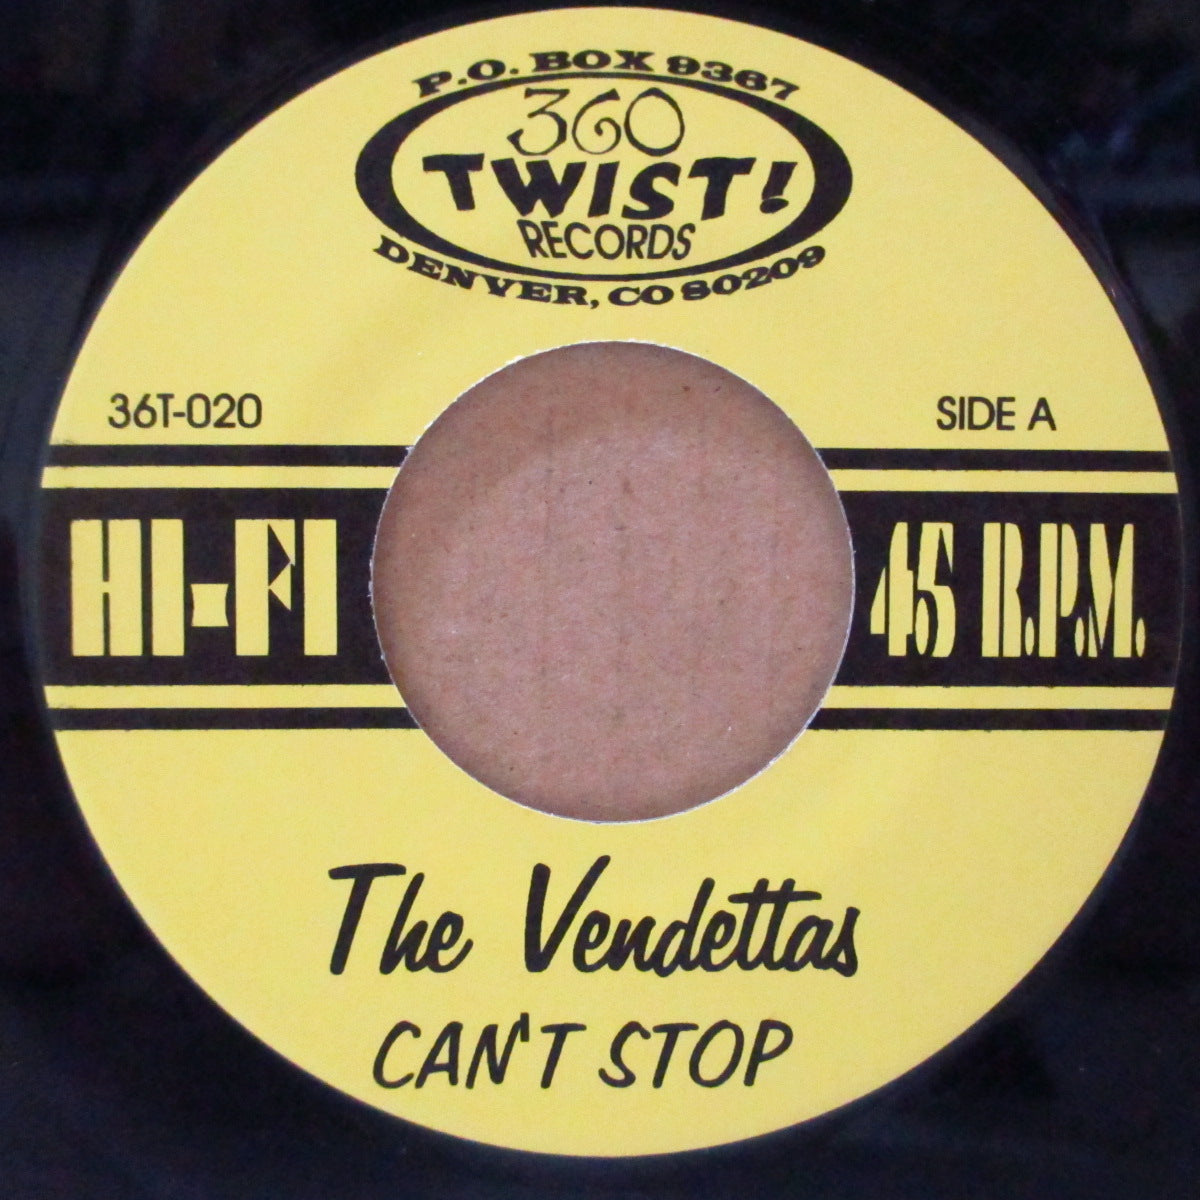 P.O. BOX 9367
360
TWIST!
RECORDS
DENVER, CO 80209
36T-020
SIDE A
HI-FI
45 R.P.M.
The Vendettas
CAN'T STOP